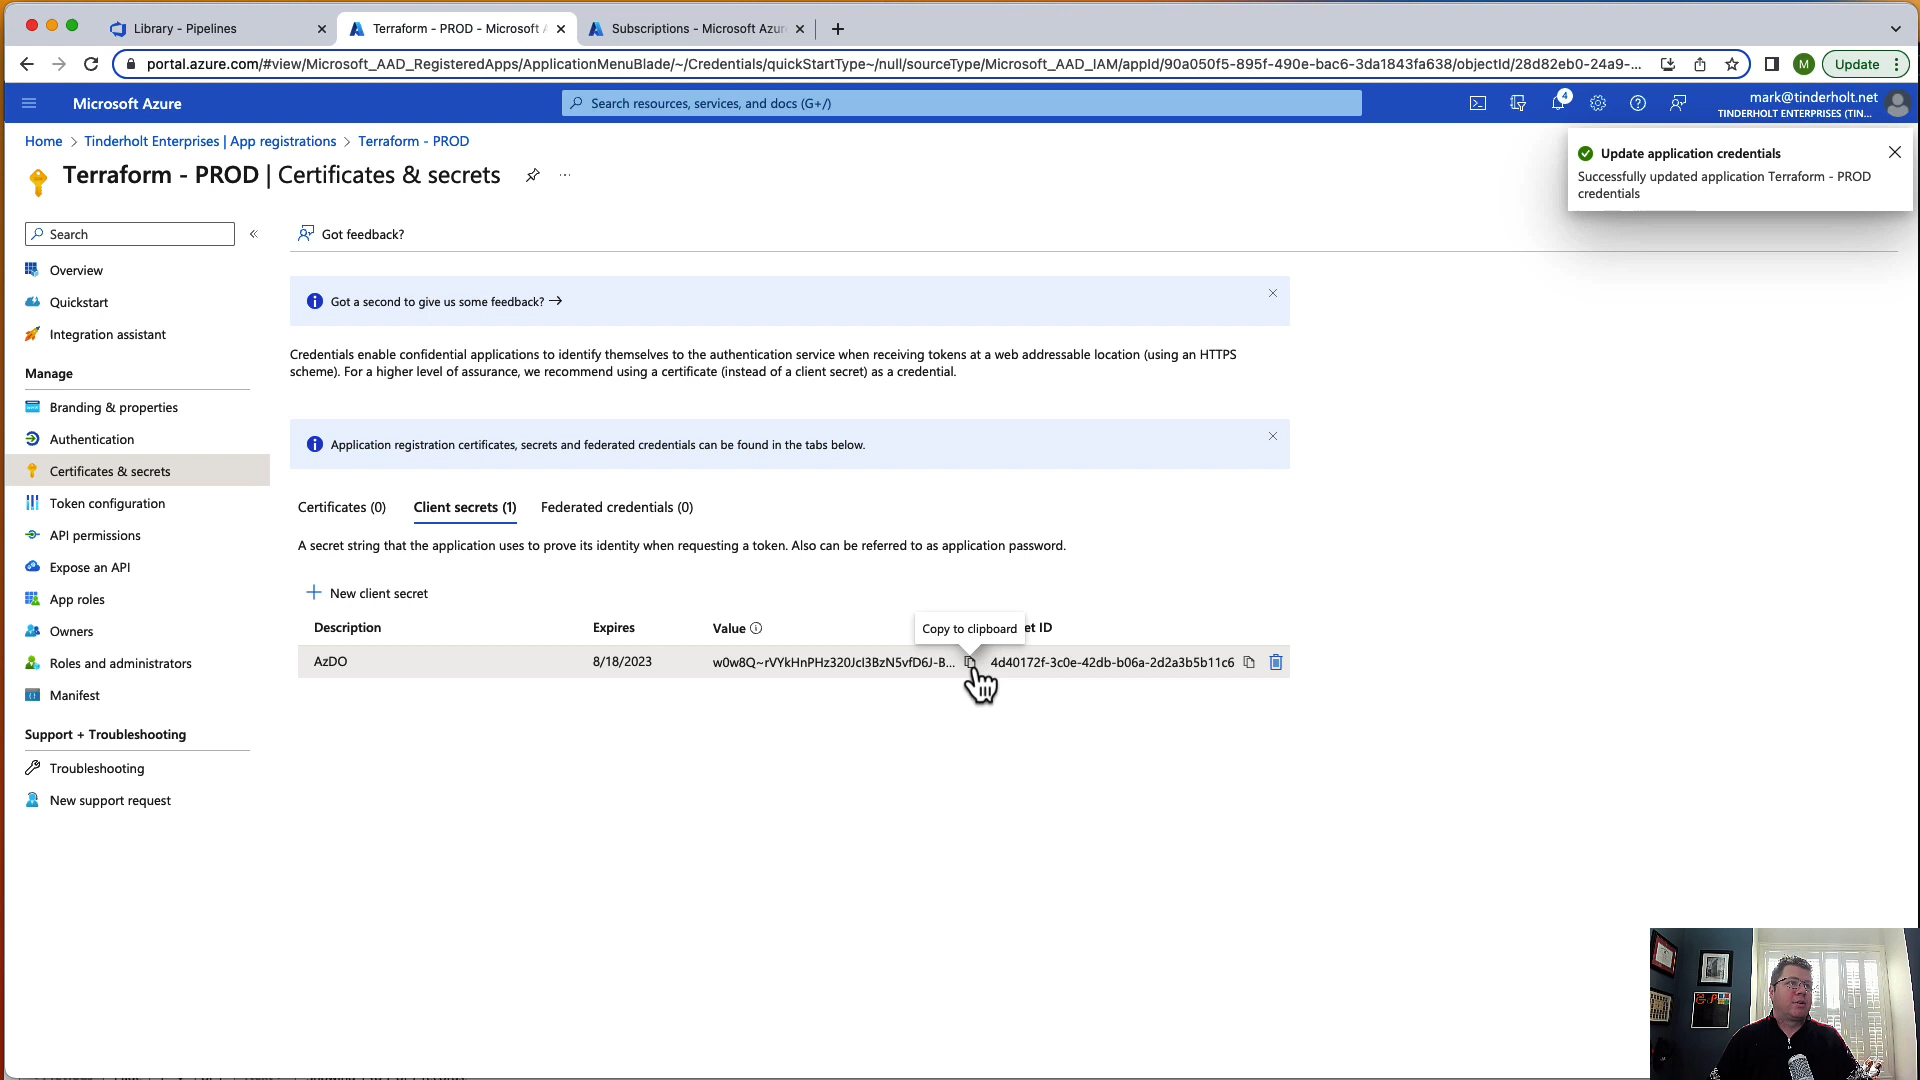 Library - Pipelines
Terraform - PROD - Microsoft A
Subscriptions - Microsoft Azur
portal.azure.com/#view/Microsoft_AAD_RegisteredApps/ApplicationMenuBlade/~/Credentials/quickStartType~/null/sourceType/Microsoft_AAD_IAM/appId/90a050f5-895f-490e-bac6-3da1843fa638/objectId/28d82eb0-24a9-...
M
Update
Microsoft Azure
Search resources, services, and docs (G+/)
4
mark@tinderholt.net
TINDERHOLT ENTERPRISES (TIN...
Home > Tinderholt Enterprises | App registrations > Terraform - PROD
Terraform - PROD | Certificates & secrets
...
Update application credentials
Successfully updated application Terraform - PROD
credentials
Search
«
Got feedback?
Overview
Quickstart
Integration assistant
Manage
Branding & properties
Authentication
Certificates & secrets
Token configuration
API permissions
Expose an API
App roles
Owners
Roles and administrators
Manifest
Support + Troubleshooting
Troubleshooting
New support request
Got a second to give us some feedback? →
Credentials enable confidential applications to identify themselves to the authentication service when receiving tokens at a web addressable location (using an HTTPS
scheme). For a higher level of assurance, we recommend using a certificate (instead of a client secret) as a credential.
Application registration certificates, secrets and federated credentials can be found in the tabs below.
Certificates (0)
Client secrets (1)
Federated credentials (0)
A secret string that the application uses to prove its identity when requesting a token. Also can be referred to as application password.
New client secret
Copy to clipboard
Description
Expires
Value
et ID
AzDO
8/18/2023
w0w8Q~rVYkHnPHz320JcI3BzN5vfD6J-B...
4d40172f-3c0e-42db-b06a-2d2a3b5b11c6